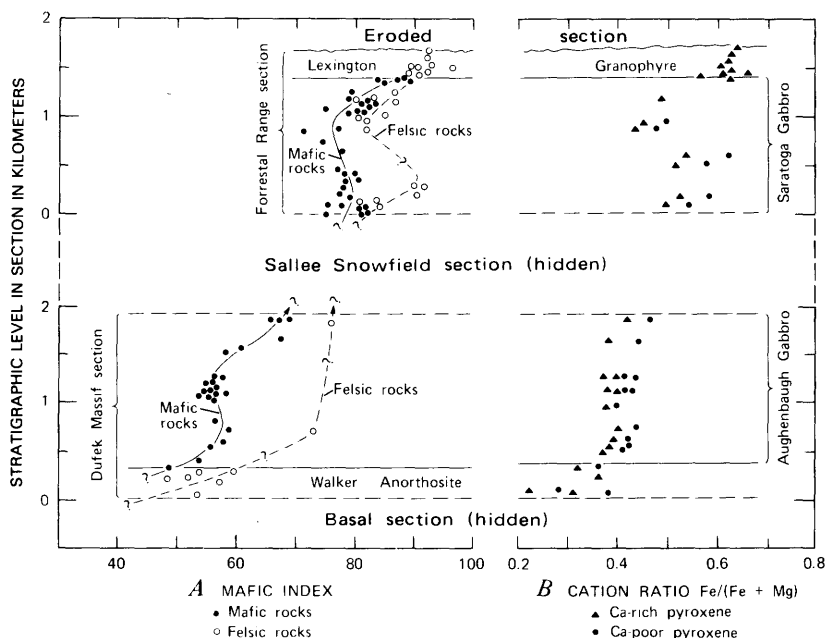 Eroded section
Lexington Granophyre
Forrestal Range section
Felsic rocks
Mafic rocks
Saratoga Gabbro
Sallee Snowfield section (hidden)
Dufek Massif section
Mafic rocks
Felsic rocks
Aughenbaugh Gabbro
Walker Anorthosite
Basal section (hidden)
STRATIGRAPHIC LEVEL IN SECTION IN KILOMETERS
2
1
0
2
1
0
? ?
?
? ?
?
?
?
?
40 60 80 100
0.2 0.4 0.6 0.8
A MAFIC INDEX
Mafic rocks
Felsic rocks
B CATION RATIO Fe/(Fe + Mg)
Ca-rich pyroxene
Ca-poor pyroxene